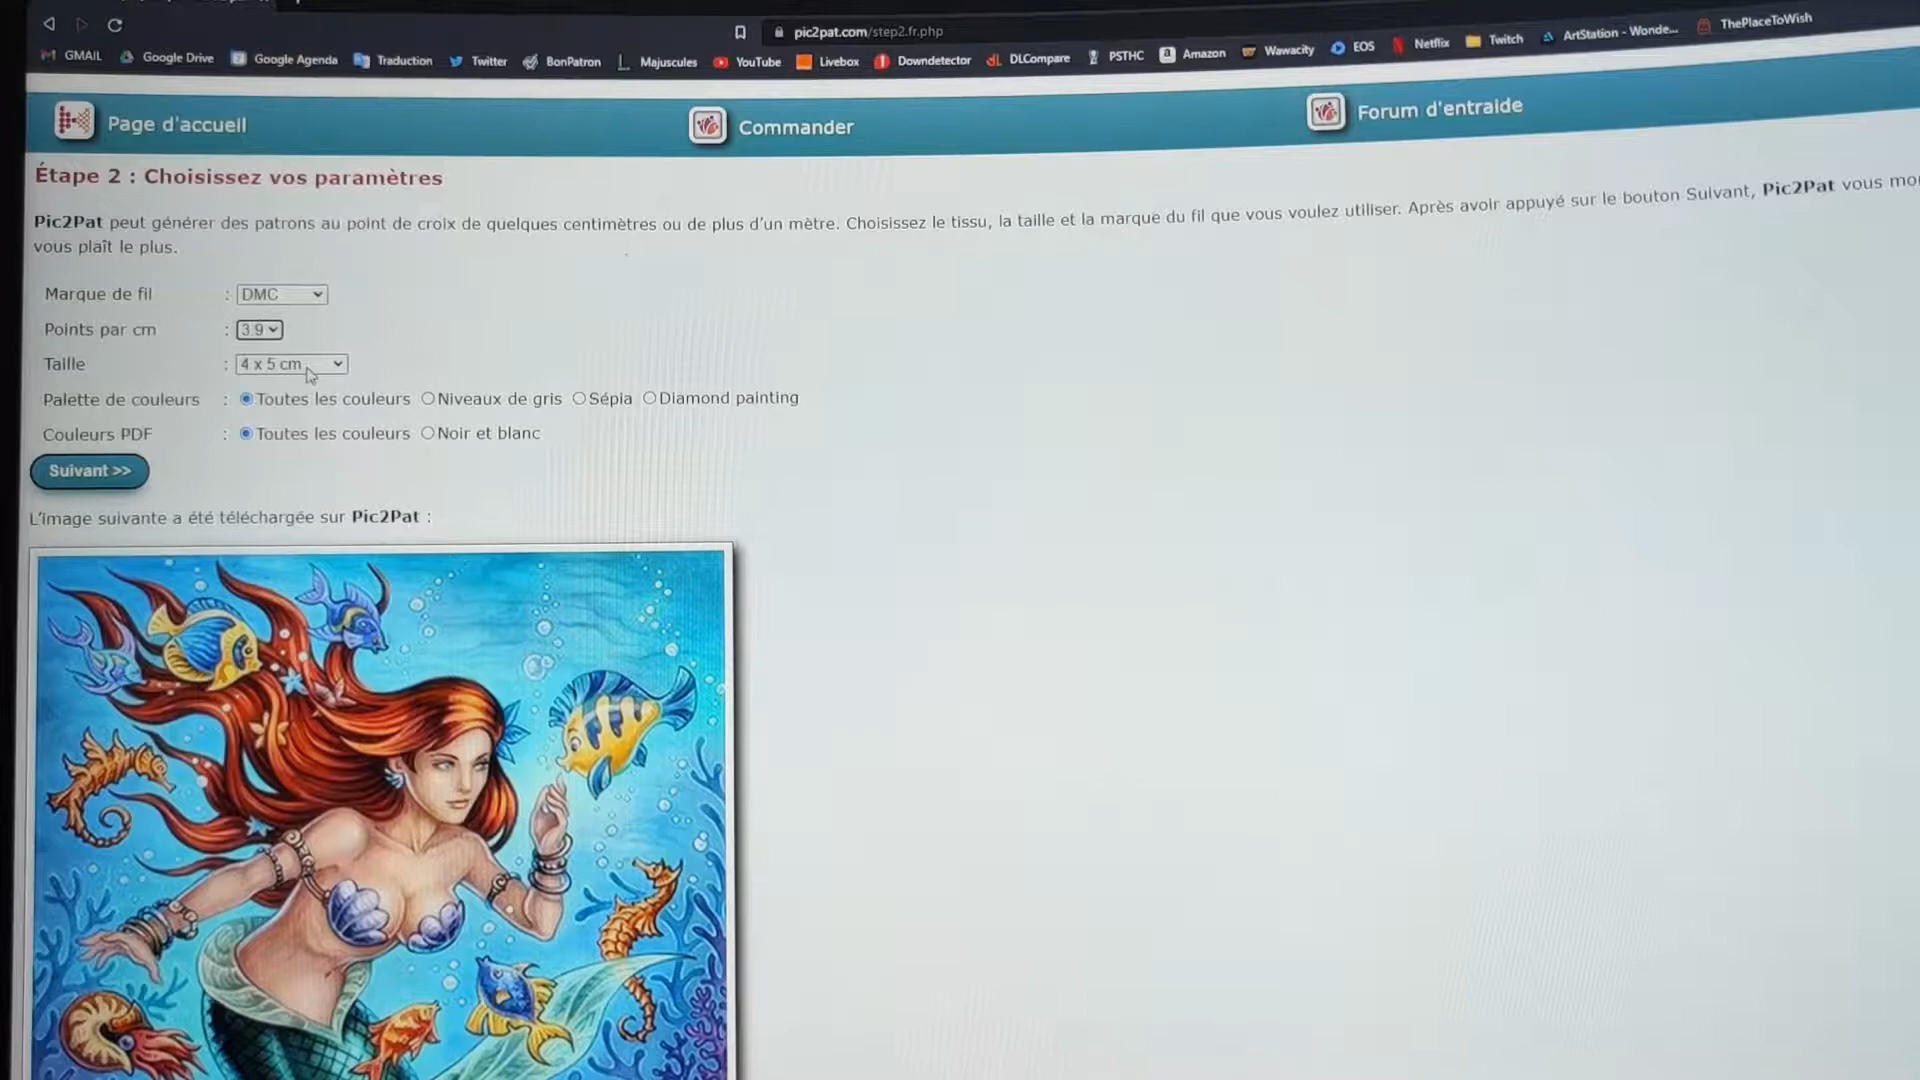 pic2pat.com/step2.fr.php
GMAIL Google Drive Google Agenda Traduction Twitter BonPatron Majuscules YouTube Livebox Downdetector DLCompare PSTHC Amazon Wawacity EOS Netflix Twitch ArtStation - Wonde... ThePlaceToWish
Page d'accueil Commander Forum d'entraide
Étape 2 : Choisissez vos paramètres
Pic2Pat peut générer des patrons au point de croix de quelques centimètres ou de plus d'un mètre. Choisissez le tissu, la taille et la marque du fil que vous voulez utiliser. Après avoir appuyé sur le bouton Suivant, Pic2Pat vous mo
vous plaît le plus.
Marque de fil : DMC
Points par cm : 3.9
Taille : 4 x 5 cm
Palette de couleurs : Toutes les couleurs Niveaux de gris Sépia Diamond painting
Couleurs PDF : Toutes les couleurs Noir et blanc
Suivant >>
L'image suivante a été téléchargée sur Pic2Pat :